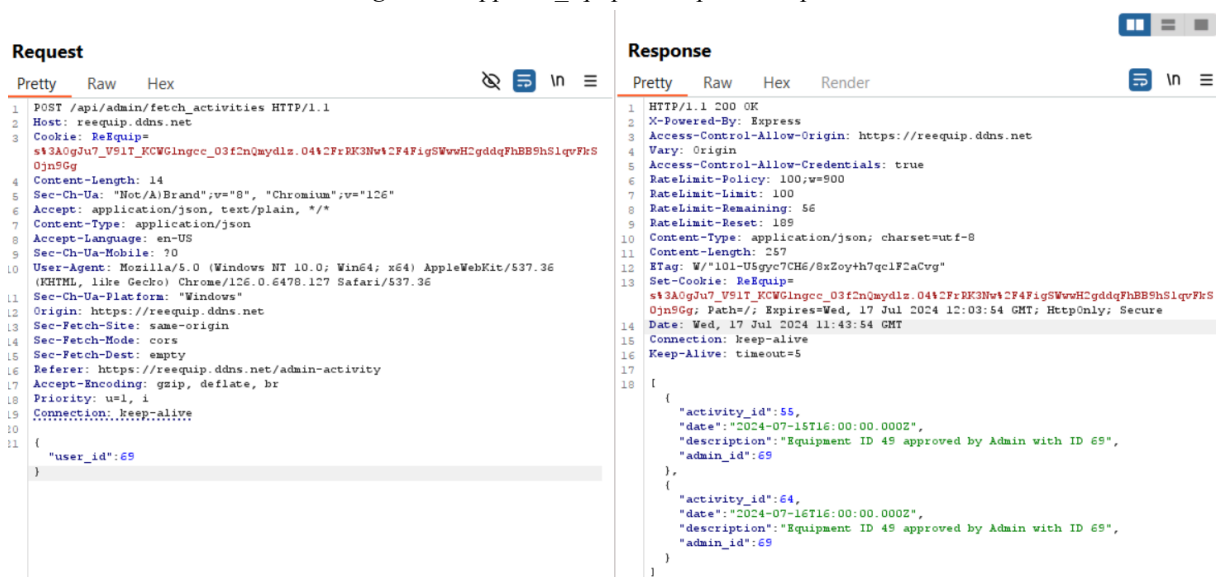 Request
Pretty Raw Hex \n
1 POST /api/admin/fetch_activities HTTP/1.1
2 Host: reequip.ddns.net
3 Cookie: ReEquip=
4 Content-Length: 14
5 Sec-Ch-Ua: "Not/A)Brand";v="8", "Chromium";v="126"
6 Accept: application/json, text/plain, */*
7 Content-Type: application/json
8 Accept-Language: en-US
9 Sec-Ch-Ua-Mobile: ?0
10 User-Agent: Mozilla/5.0 (Windows NT 10.0; Win64; x64) AppleWebKit/537.36
(KHTML, like Gecko) Chrome/126.0.6478.127 Safari/537.36
11 Sec-Ch-Ua-Platform: "Windows"
12 Origin: https://reequip.ddns.net
13 Sec-Fetch-Site: same-origin
14 Sec-Fetch-Mode: cors
15 Sec-Fetch-Dest: empty
16 Referer: https://reequip.ddns.net/admin-activity
17 Accept-Encoding: gzip, deflate, br
18 Priority: u=1, i
19 Connection: keep-alive
20
21 {
"user_id":69
}
Response
Pretty Raw Hex Render \n
1 HTTP/1.1 200 OK
2 X-Powered-By: Express
3 Access-Control-Allow-Origin: https://reequip.ddns.net
4 Vary: Origin
5 Access-Control-Allow-Credentials: true
6 RateLimit-Policy: 100;w=900
7 RateLimit-Limit: 100
8 RateLimit-Remaining: 56
9 RateLimit-Reset: 189
10 Content-Type: application/json; charset=utf-8
11 Content-Length: 257
12 ETag: W/"101-U5gyc7CH6/8xZoy+h7qc1F2aCvg"
13 Set-Cookie: ReEquip=
Path=/; Expires=Wed, 17 Jul 2024 12:03:54 GMT; HttpOnly; Secure
14 Date: Wed, 17 Jul 2024 11:43:54 GMT
15 Connection: keep-alive
16 Keep-Alive: timeout=5
17
18 [
{
"activity_id":55,
"date":"2024-07-15T16:00:00.000Z",
"description":"Equipment ID 49 approved by Admin with ID 69",
"admin_id":69
},
{
"activity_id":64,
"date":"2024-07-16T16:00:00.000Z",
"description":"Equipment ID 49 approved by Admin with ID 69",
"admin_id":69
}
]